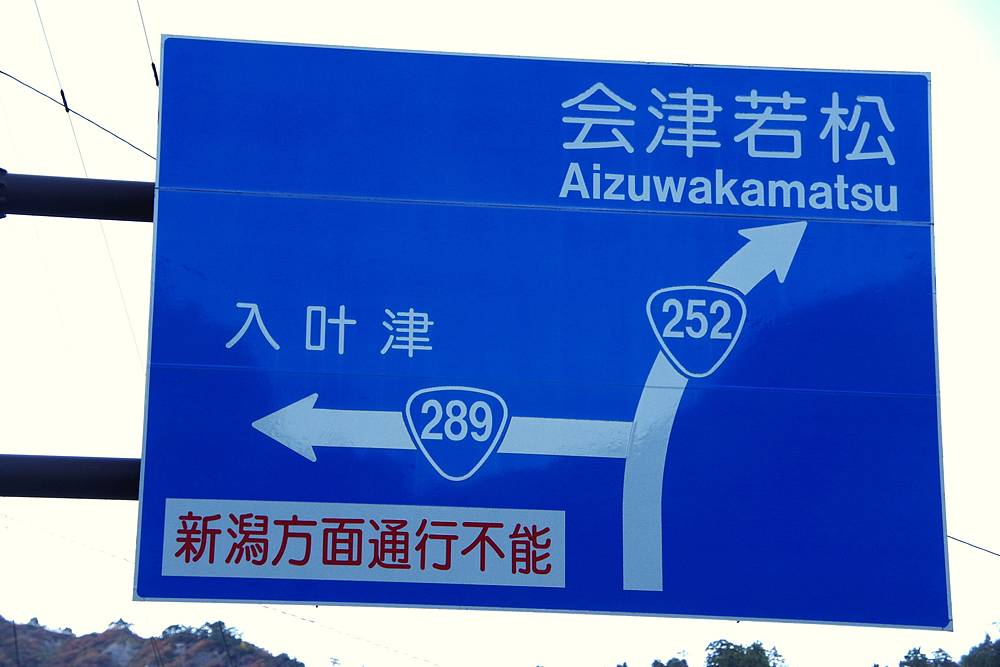 会津若松
Aizuwakamatsu
252
入叶津
289
新潟方面通行不能